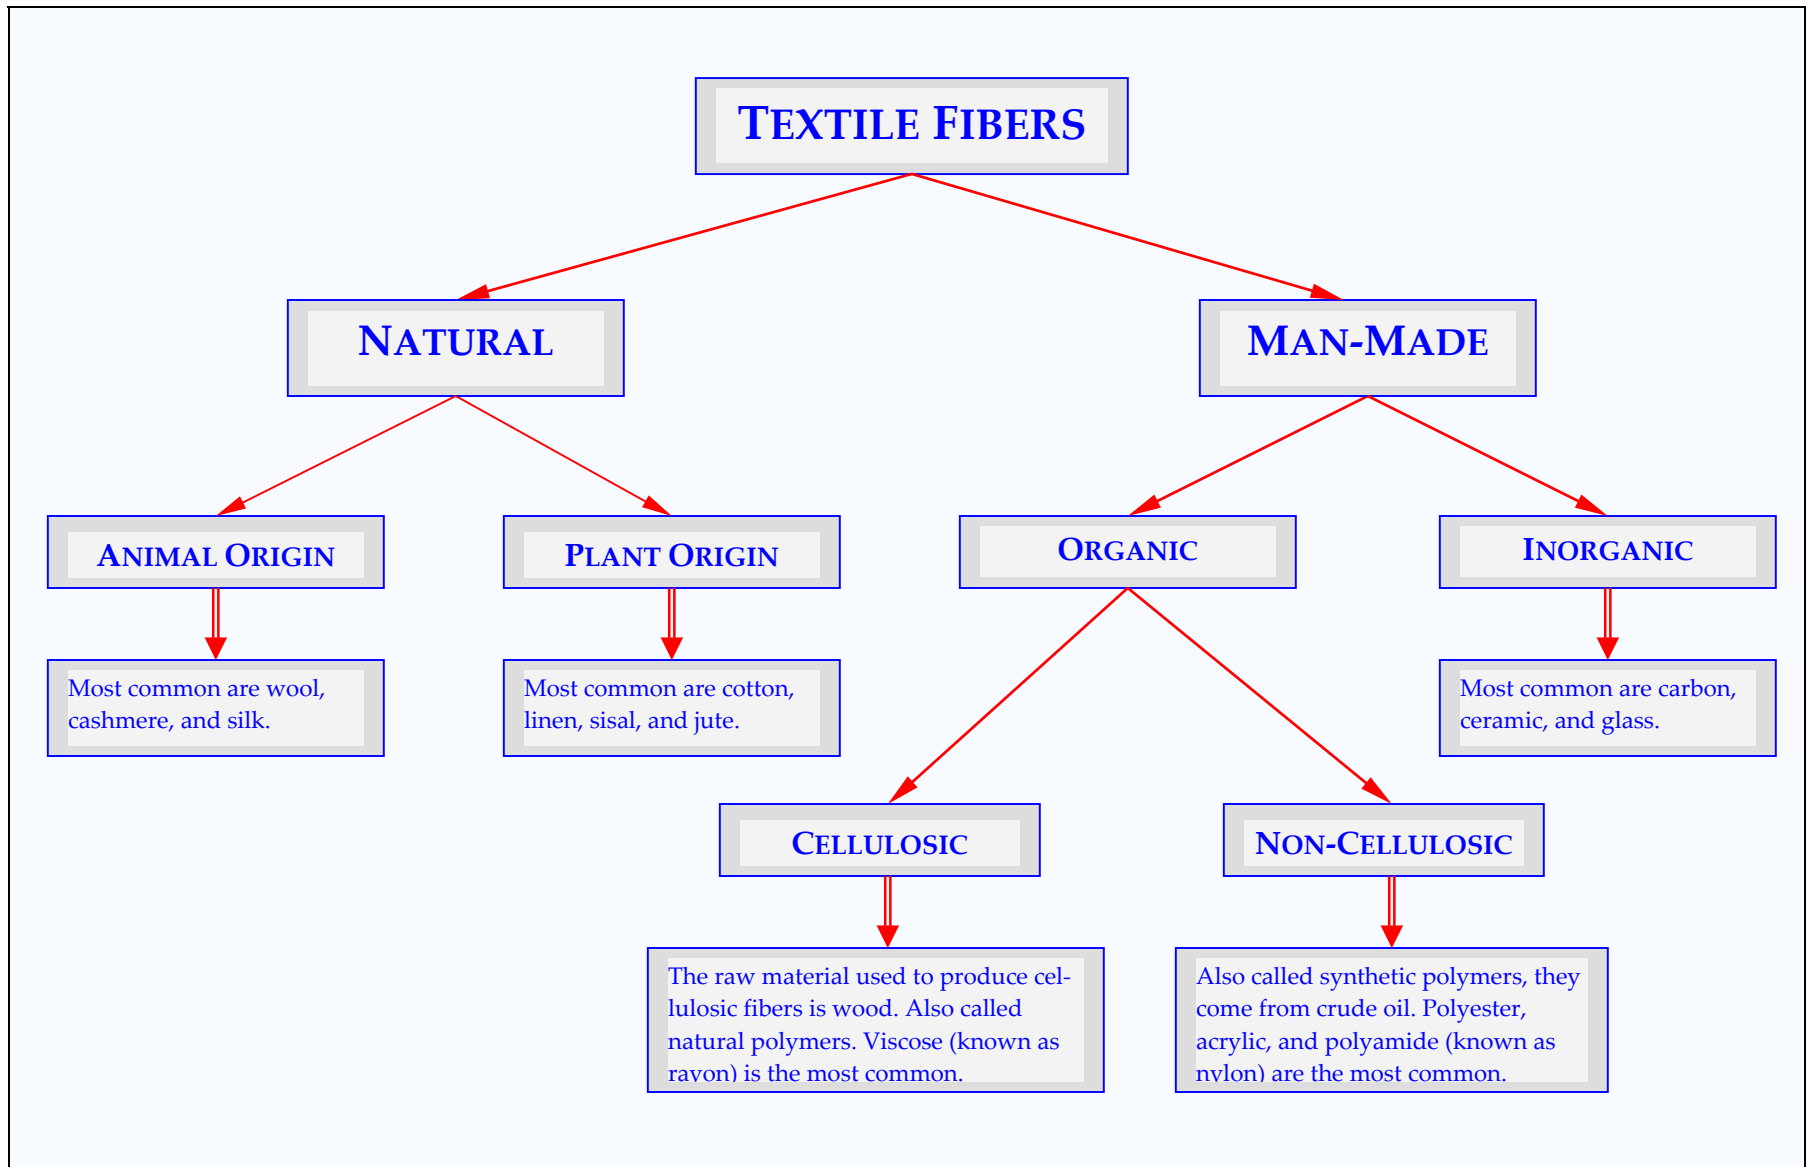 TEXTILE FIBERS
NATURAL
MAN-MADE
ANIMAL ORIGIN
PLANT ORIGIN
ORGANIC
INORGANIC
Most common are wool,
cashmere, and silk.
Most common are cotton,
linen, sisal, and jute.
Most common are carbon,
ceramic, and glass.
CELLULOSIC
NON-CELLULOSIC
The raw material used to produce cel-
lulosic fibers is wood. Also called
natural polymers. Viscose (known as
rayon) is the most common.
Also called synthetic polymers, they
come from crude oil. Polyester,
acrylic, and polyamide (known as
nylon) are the most common.